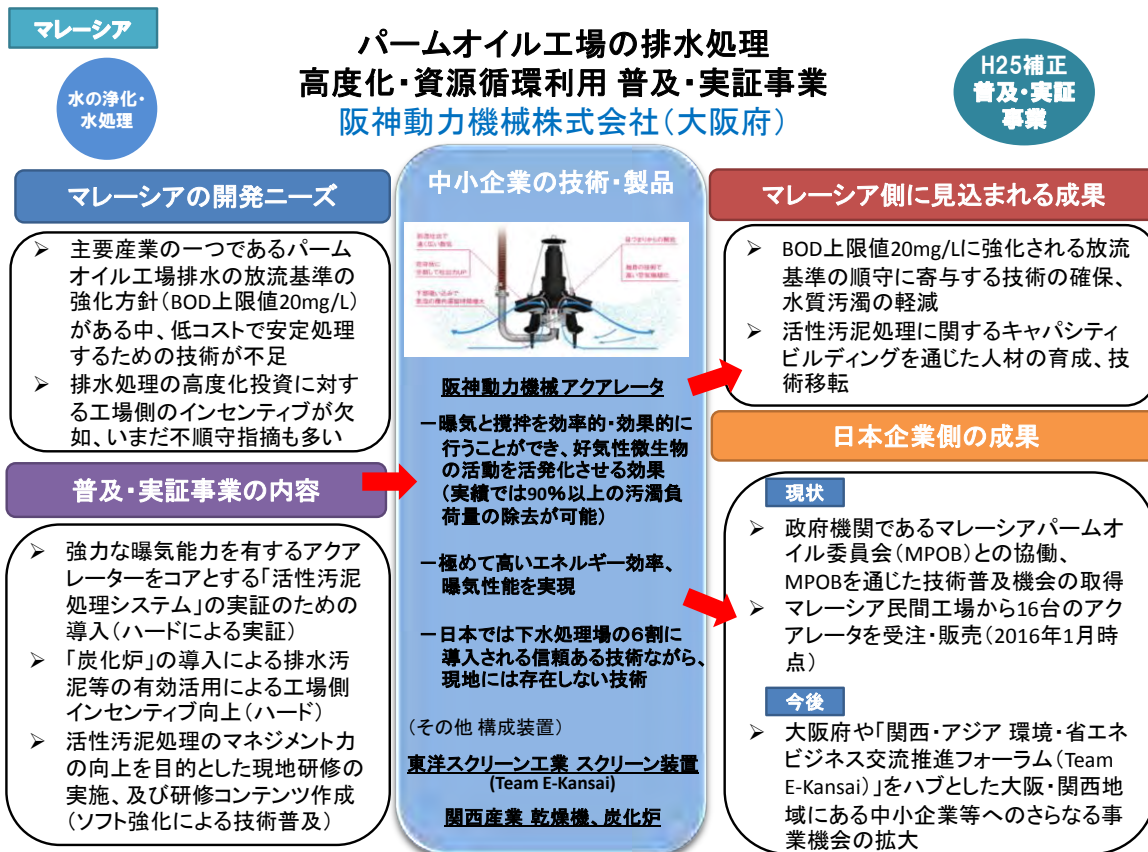 マレーシア
水の浄化・
水処理
パームオイル工場の排水処理
高度化・資源循環利用 普及・実証事業
阪神動力機械株式会社(大阪府)
H25補正
普及・実証
事業
マレーシアの開発ニーズ
➢ 主要産業の一つであるパーム
オイル工場排水の放流基準の
強化方針(BOD上限値20mg/L)
がある中、低コストで安定処理
するための技術が不足
➢ 排水処理の高度化投資に対す
る工場側のインセンティブが欠
如、いまだ不順守指摘も多い
普及・実証事業の内容
➢ 強力な曝気能力を有するアクア
レーターをコアとする「活性汚泥
処理システム」の実証のための
導入(ハードによる実証)
➢ 「炭化炉」の導入による排水汚
泥等の有効活用による工場側
インセンティブ向上(ハード)
➢ 活性汚泥処理のマネジメント力
の向上を目的とした現地研修の
実施、及び研修コンテンツ作成
(ソフト強化による技術普及)
中小企業の技術・製品
阪神動力機械アクアレータ
－曝気と撹拌を効率的・効果的に
行うことができ、好気性微生物
の活動を活発化させる効果
(実績では90%以上の汚濁負
荷量の除去が可能)
－極めて高いエネルギー効率、
曝気性能を実現
－日本では下水処理場の6割に
導入される信頼ある技術ながら、
現地には存在しない技術
(その他 構成装置)
東洋スクリーン工業 スクリーン装置
(Team E-Kansai)
関西産業 乾燥機、炭化炉
マレーシア側に見込まれる成果
➢ BOD上限値20mg/Lに強化される放流
基準の順守に寄与する技術の確保、
水質汚濁の軽減
➢ 活性汚泥処理に関するキャパシティ
ビルディングを通じた人材の育成、技
術移転
日本企業側の成果
現状
➢ 政府機関であるマレーシアパームオ
イル委員会(MPOB)との協働、
MPOBを通じた技術普及機会の取得
➢ マレーシア民間工場から16台のアク
アレータを受注・販売(2016年1月時
点)
今後
➢ 大阪府や「関西・アジア 環境・省エネ
ビジネス交流推進フォーラム(Team
E-Kansai)」をハブとした大阪・関西地
域にある中小企業等へのさらなる事
業機会の拡大